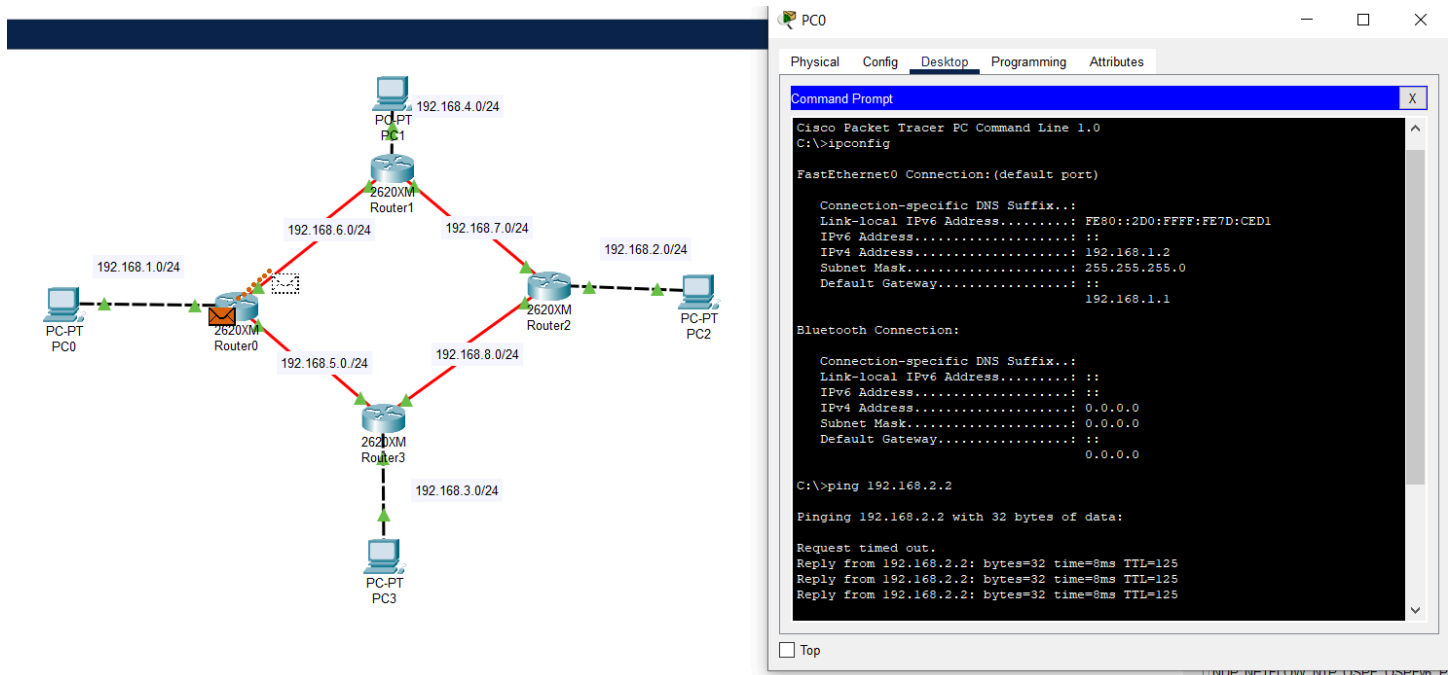 192.168.4.0/24
PC-PT
PC1
2620XM
Router1
192.168.6.0/24
192.168.7.0/24
192.168.2.0/24
192.168.1.0/24
PC-PT
PC0
2620XM
Router0
2620XM
Router2
PC-PT
PC2
192.168.5.0./24
192.168.8.0/24
2620XM
Router3
192.168.3.0/24
PC-PT
PC3
PC0
Physical Config Desktop Programming Attributes
Command Prompt X
Cisco Packet Tracer PC Command Line 1.0
C:\>ipconfig
FastEthernet0 Connection:(default port)
Connection-specific DNS Suffix..:
Link-local IPv6 Address.........: FE80::2D0:FFFF:FE7D:CED1
IPv6 Address....................: ::
IPv4 Address....................: 192.168.1.2
Subnet Mask.....................: 255.255.255.0
Default Gateway.................: ::
192.168.1.1
Bluetooth Connection:
Connection-specific DNS Suffix..:
Link-local IPv6 Address.........: ::
IPv6 Address....................: ::
IPv4 Address....................: 0.0.0.0
Subnet Mask.....................: 0.0.0.0
Default Gateway.................: ::
0.0.0.0
C:\>ping 192.168.2.2
Pinging 192.168.2.2 with 32 bytes of data:
Request timed out.
Reply from 192.168.2.2: bytes=32 time=8ms TTL=125
Reply from 192.168.2.2: bytes=32 time=8ms TTL=125
Reply from 192.168.2.2: bytes=32 time=8ms TTL=125
Top